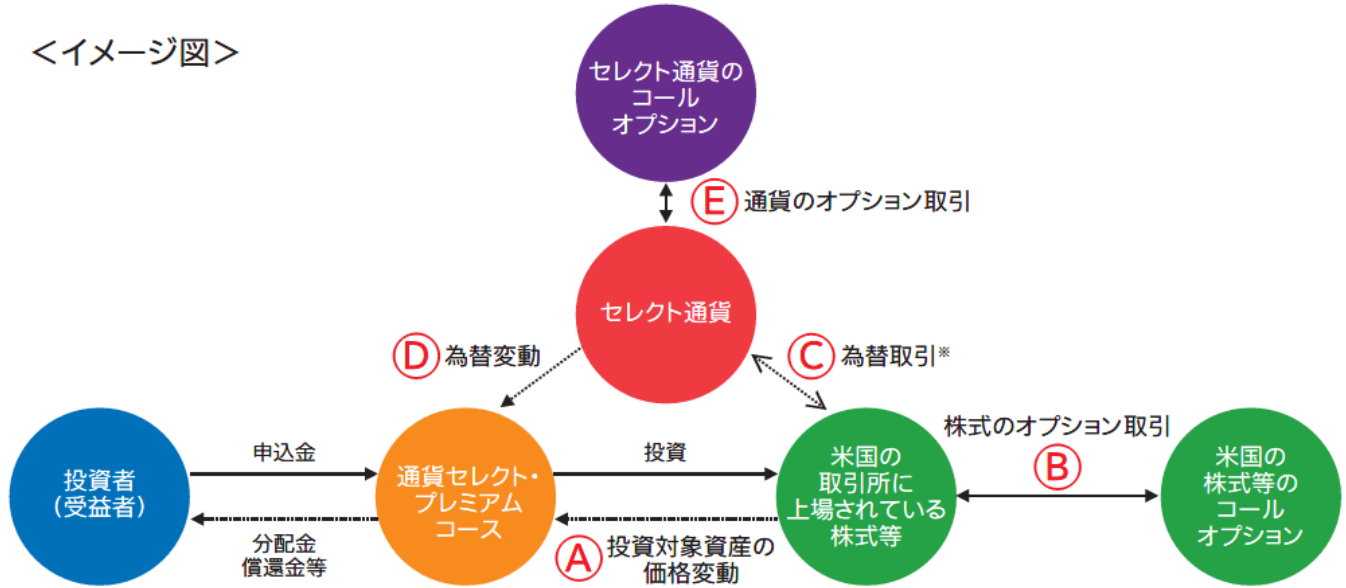 <イメージ図>
セレクト通貨の
コール
オプション
Ⓔ 通貨のオプション取引
セレクト通貨
Ⓓ 為替変動
Ⓒ 為替取引※
株式のオプション取引
Ⓑ
投資者
(受益者)
申込金
分配金
償還金等
通貨セレクト・
プレミアム
コース
投資
Ⓐ 投資対象資産の
価格変動
米国の
取引所に
上場されている
株式等
米国の
株式等の
コール
オプション